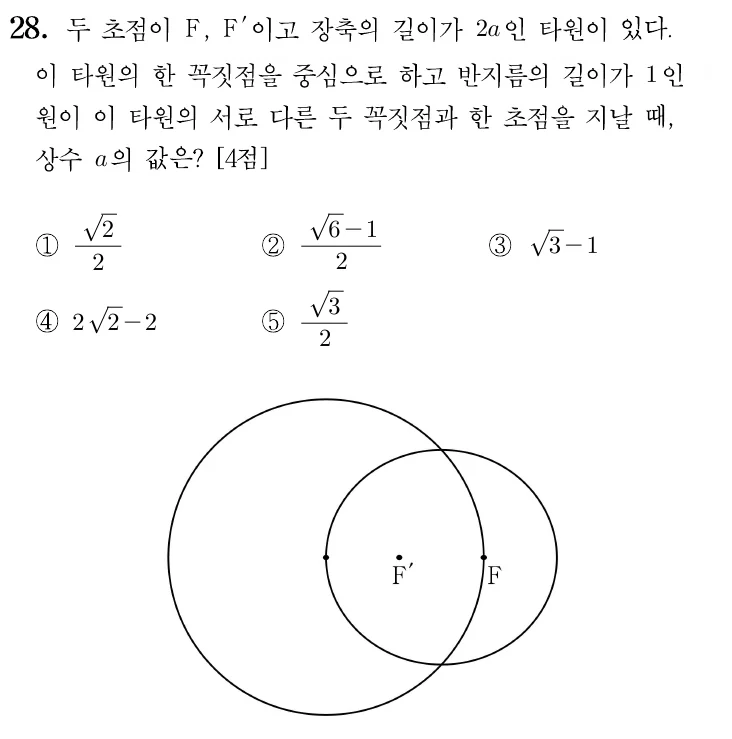 28. 두 초점이 F, F′이고 장축의 길이가 2a인 타원이 있다.
이 타원의 한 꼭짓점을 중심으로 하고 반지름의 길이가 1인
원이 이 타원의 서로 다른 두 꼭짓점과 한 초점을 지날 때,
상수 a의 값은? [4점]
① √2/2 ② (√6−1)/2 ③ √3−1
④ 2√2−2 ⑤ √3/2
F′ F